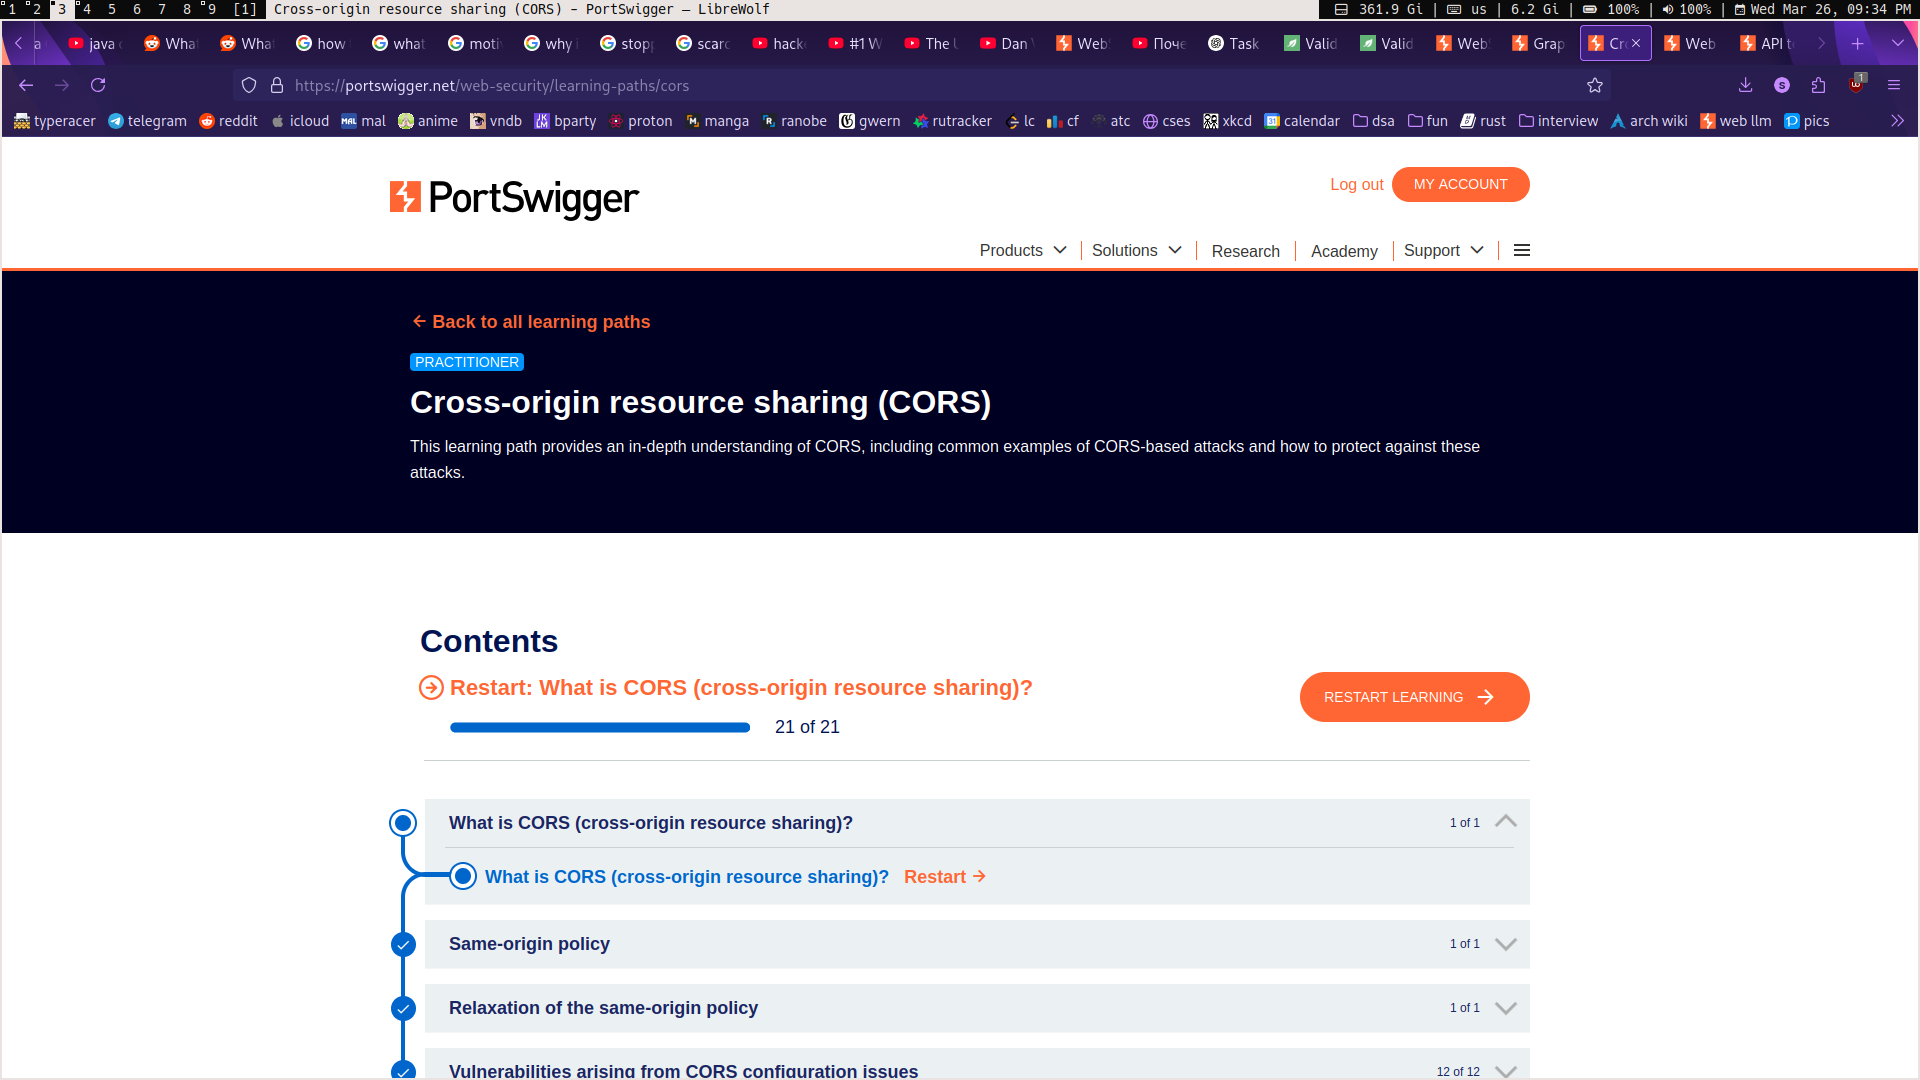 1 2 3 4 5 6 7 8 9 [1] Cross-origin resource sharing (CORS) - PortSwigger — LibreWolf 361.9 Gi | us | 6.2 Gi | 100% | 100% | Wed Mar 26, 09:34 PM
a java Wha Wha how what moti why i stop scarc hack #1 W The Dan Web Поче Task Valid Valid Web Grap Cr Web API t
https://portswigger.net/web-security/learning-paths/cors S 1
typeracer telegram reddit icloud mal anime vndb bparty proton manga ranobe gwern rutracker lc cf atc cses xkcd calendar dsa fun rust interview arch wiki web llm pics
PortSwigger
Log out MY ACCOUNT
Products Solutions Research Academy Support
Back to all learning paths
PRACTITIONER
Cross-origin resource sharing (CORS)
This learning path provides an in-depth understanding of CORS, including common examples of CORS-based attacks and how to protect against these
attacks.
Contents
Restart: What is CORS (cross-origin resource sharing)?
RESTART LEARNING
21 of 21
What is CORS (cross-origin resource sharing)? 1 of 1
What is CORS (cross-origin resource sharing)? Restart
Same-origin policy 1 of 1
Relaxation of the same-origin policy 1 of 1
Vulnerabilities arising from CORS configuration issues 12 of 12